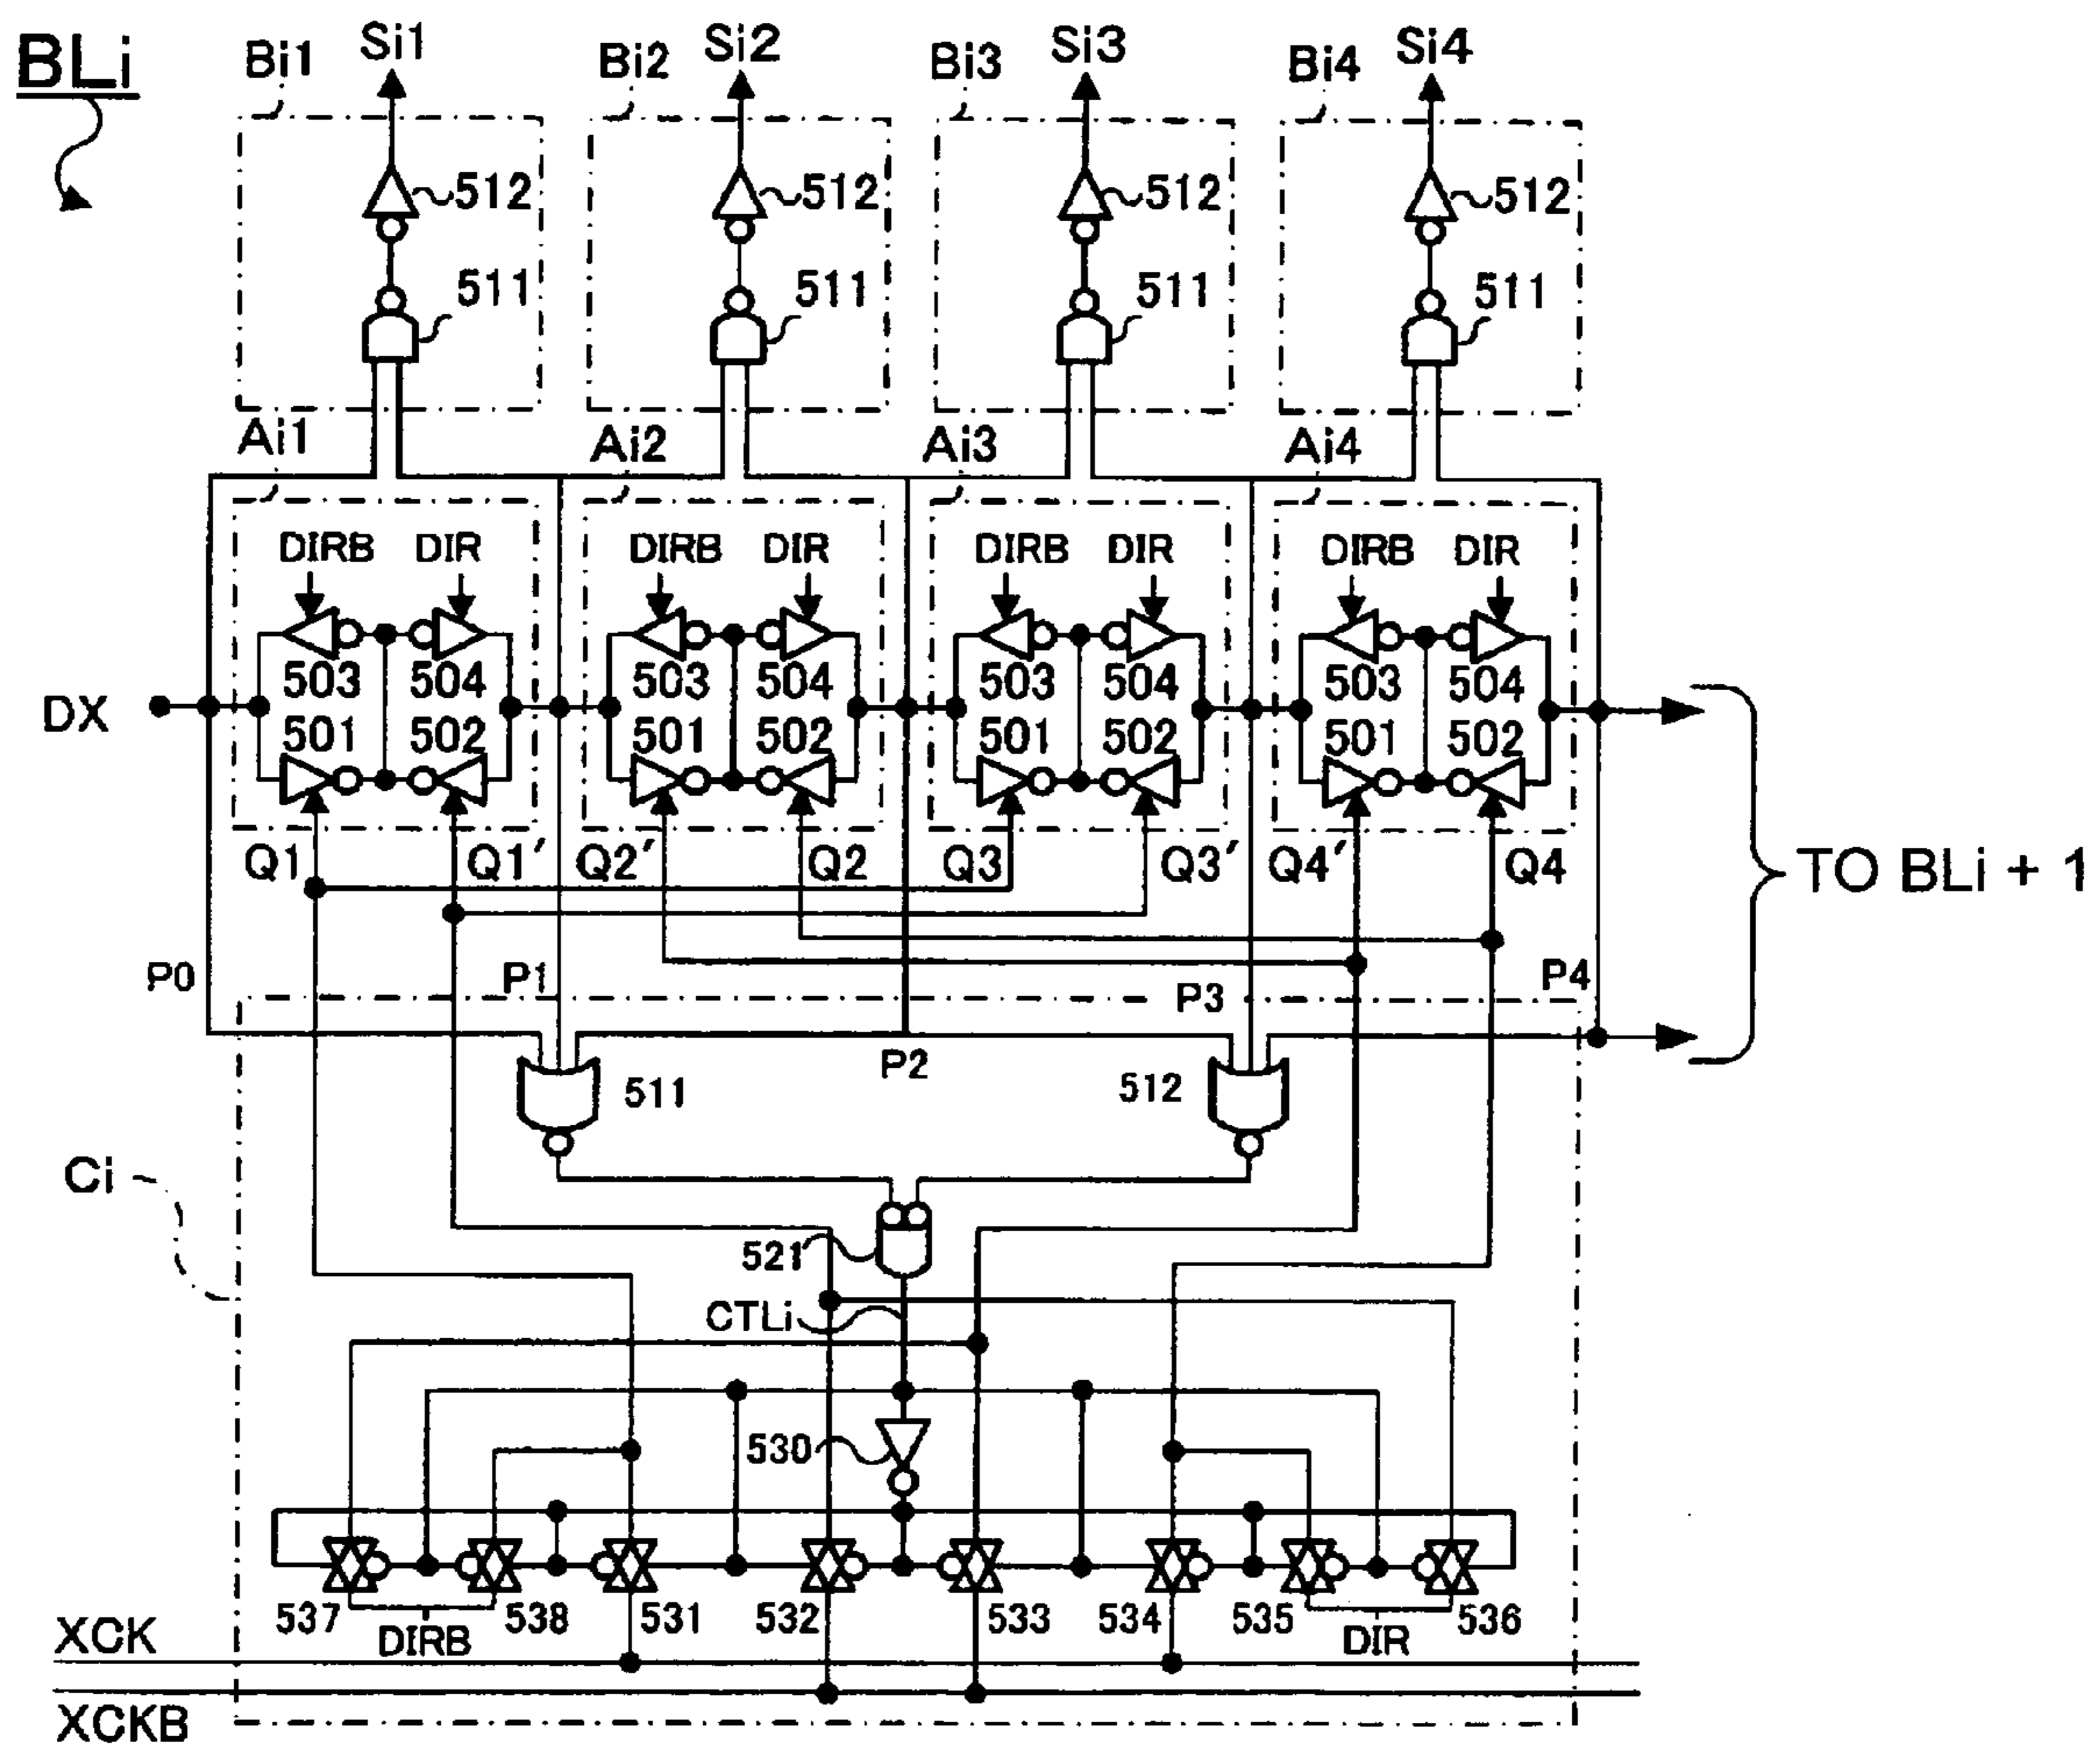 BLi
Bi1 Si1 Bi2 Si2 Bi3 Si3 Bi4 Si4
512 512 512 512
511 511 511 511
Ai1 Ai2 Ai3 Ai4
DIRB DIR DIRB DIR DIRB DIR DIRB DIR
503 504 503 504 503 504 503 504
DX
501 502 501 502 501 502 501 502
Q1 Q1′ Q2′ Q2 Q3 Q3′ Q4′ Q4
TO BLi + 1
P0 P1 P3 P4
P2
511 512
Ci
521
CTLi
530
537 538 531 532 533 534 535 536
DIRB DIR
XCK
XCKB